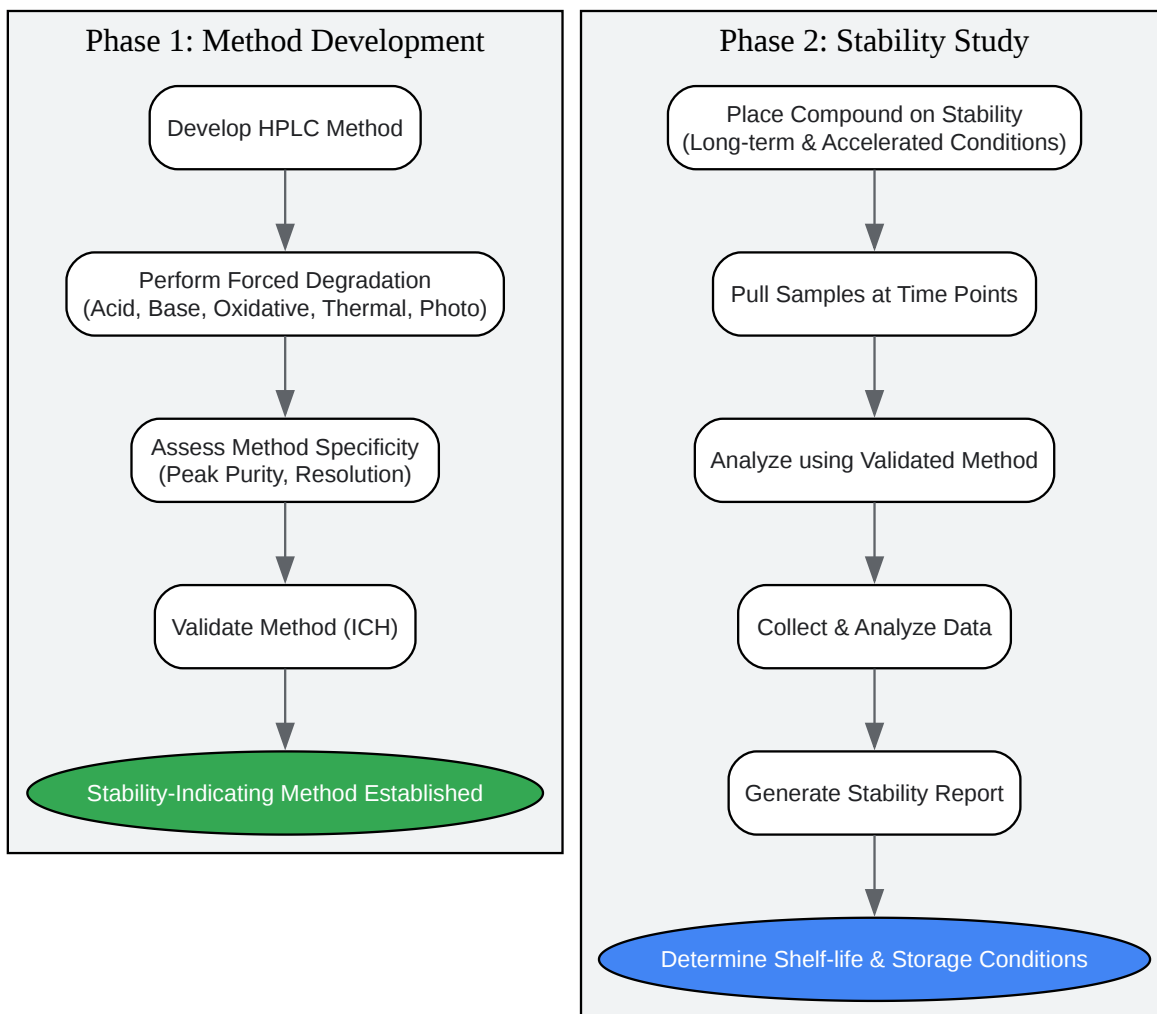 Phase 1: Method Development
Develop HPLC Method
Perform Forced Degradation
(Acid, Base, Oxidative, Thermal, Photo)
Assess Method Specificity
(Peak Purity, Resolution)
Validate Method (ICH)
Stability-Indicating Method Established
Phase 2: Stability Study
Place Compound on Stability
(Long-term & Accelerated Conditions)
Pull Samples at Time Points
Analyze using Validated Method
Collect & Analyze Data
Generate Stability Report
Determine Shelf-life & Storage Conditions